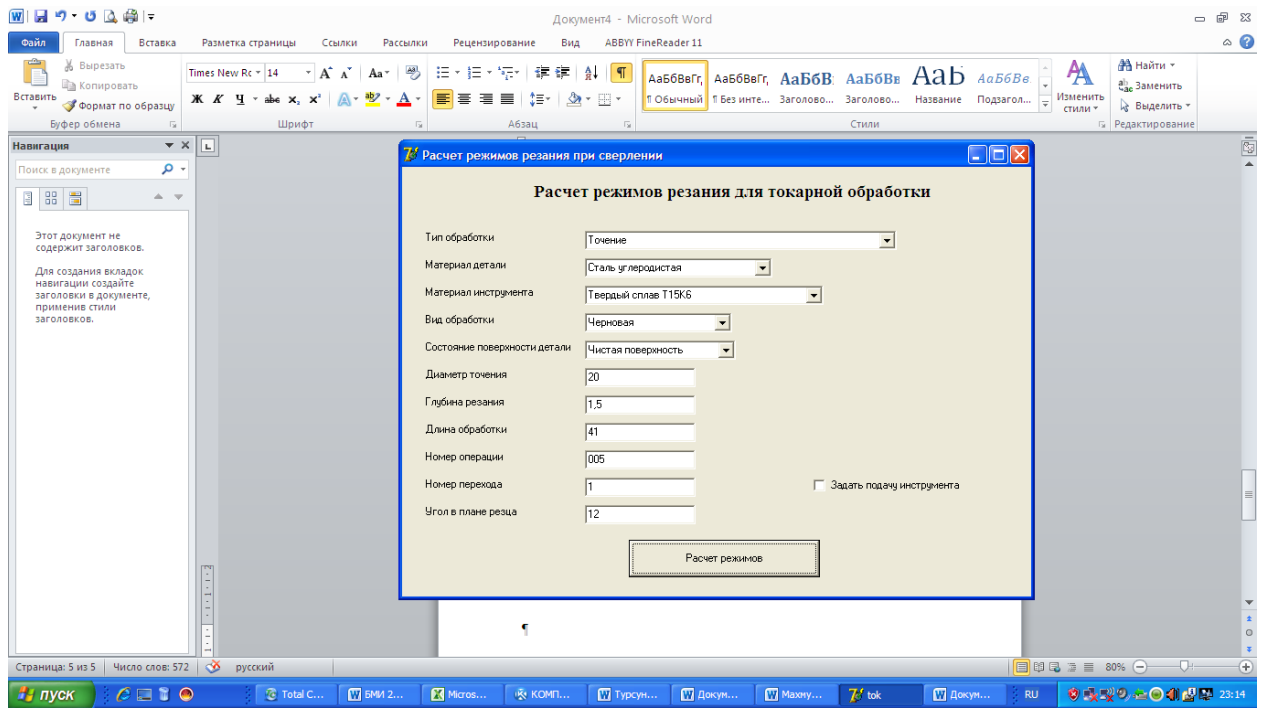 Документ4 - Microsoft Word
Файл Главная Вставка Разметка страницы Ссылки Рассылки Рецензирование Вид ABBYY FineReader 11
Вставить
Вырезать
Копировать
Формат по образцу
Буфер обмена
Times New Rc 14
Ж К Ч abc x, x²
Aa
Шрифт
Абзац
АаБбВвГг, АаБбВвГг, АаБбВ: АаБбВв АаЬ АаБбВв
¶ Обычный ¶ Без инте... Заголово... Заголово... Название Подзагол...
Стили
Изменить стили
Найти
Заменить
Выделить
Редактирование
Навигация
Поиск в документе
Этот документ не
содержит заголовков.
Для создания вкладок
навигации создайте
заголовки в документе,
применив стили
заголовков.
Расчет режимов резания при сверлении
Расчет режимов резания для токарной обработки
Тип обработки Точение
Материал детали Сталь углеродистая
Материал инструмента Твердый сплав Т15К6
Вид обработки Черновая
Состояние поверхности детали Чистая поверхность
Диаметр точения 20
Глубина резания 1,5
Длина обработки 41
Номер операции 005
Номер перехода 1 Задать подачу инструмента
Угол в плане резца 12
Расчет режимов
¶
Страница: 5 из 5 Число слов: 572 русский 80%
пуск Total C... БМИ 2... Micros... КОМП... Турсун... Докум... Махму... tok Докум... RU 23:14